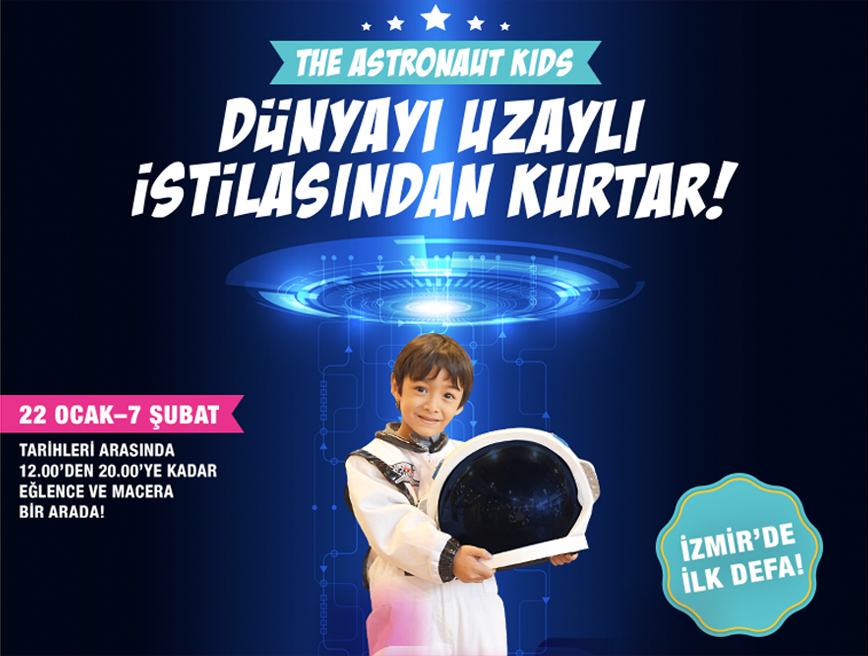 THE ASTRONAUT KIDS
DÜNYAYI UZAYLI
İSTİLASINDAN KURTAR!
22 OCAK–7 ŞUBAT
TARİHLERİ ARASINDA
12.00'DEN 20.00'YE KADAR
EĞLENCE VE MACERA
BİR ARADA!
İZMİR'DE
İLK DEFA!